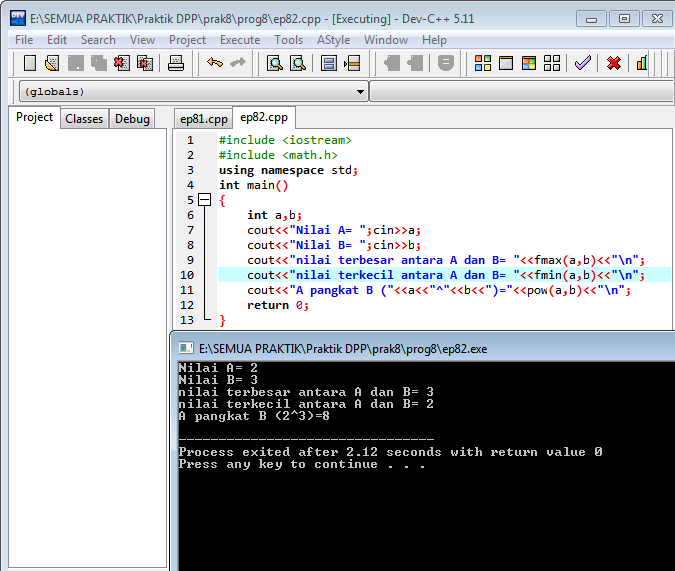 E:\SEMUA PRAKTIK\Praktik DPP\prak8\prog8\ep82.cpp - [Executing] - Dev-C++ 5.11
File Edit Search View Project Execute Tools AStyle Window Help
(globals)
Project Classes Debug
ep81.cpp ep82.cpp
1 #include <iostream>
2 #include <math.h>
3 using namespace std;
4 int main()
5 {
6 int a,b;
7 cout<<"Nilai A= ";cin>>a;
8 cout<<"Nilai B= ";cin>>b;
9 cout<<"nilai terbesar antara A dan B= "<<fmax(a,b)<<"\n";
10 cout<<"nilai terkecil antara A dan B= "<<fmin(a,b)<<"\n";
11 cout<<"A pangkat B ("<<a<<"^"<<b<<")="<<pow(a,b)<<"\n";
12 return 0;
13 }
E:\SEMUA PRAKTIK\Praktik DPP\prak8\prog8\ep82.exe
Nilai A= 2
Nilai B= 3
nilai terbesar antara A dan B= 3
nilai terkecil antara A dan B= 2
A pangkat B (2^3)=8
--------------------------------
Process exited after 2.12 seconds with return value 0
Press any key to continue . . .